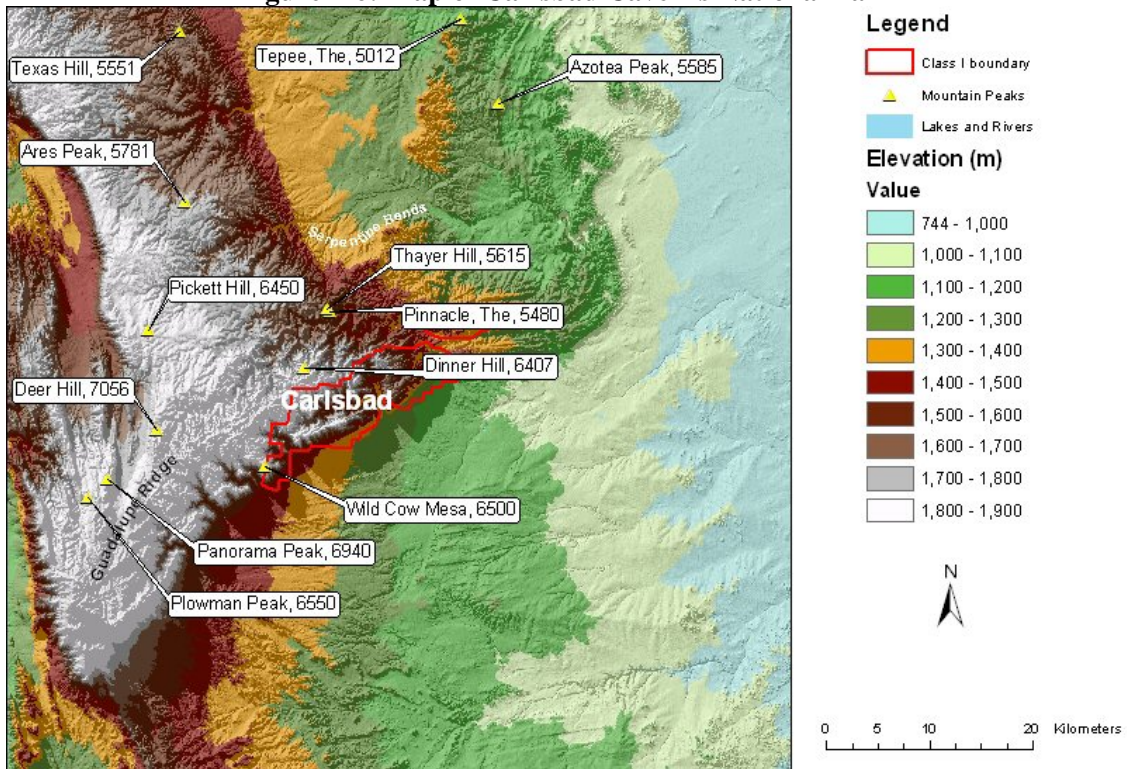 Texas Hill, 5551
Tepee, The, 5012
Azotea Peak, 5585
Ares Peak, 5781
Serpentine Bends
Thayer Hill, 5615
Pickett Hill, 6450
Pinnacle, The, 5480
Dinner Hill, 6407
Deer Hill, 7056
Carlsbad
Guadalupe Ridge
Wild Cow Mesa, 6500
Panorama Peak, 6940
Plowman Peak, 6550
Legend
Class I boundary
Mountain Peaks
Lakes and Rivers
Elevation (m)
Value
744 - 1,000
1,000 - 1,100
1,100 - 1,200
1,200 - 1,300
1,300 - 1,400
1,400 - 1,500
1,500 - 1,600
1,600 - 1,700
1,700 - 1,800
1,800 - 1,900
N
0 5 10 20 Kilometers